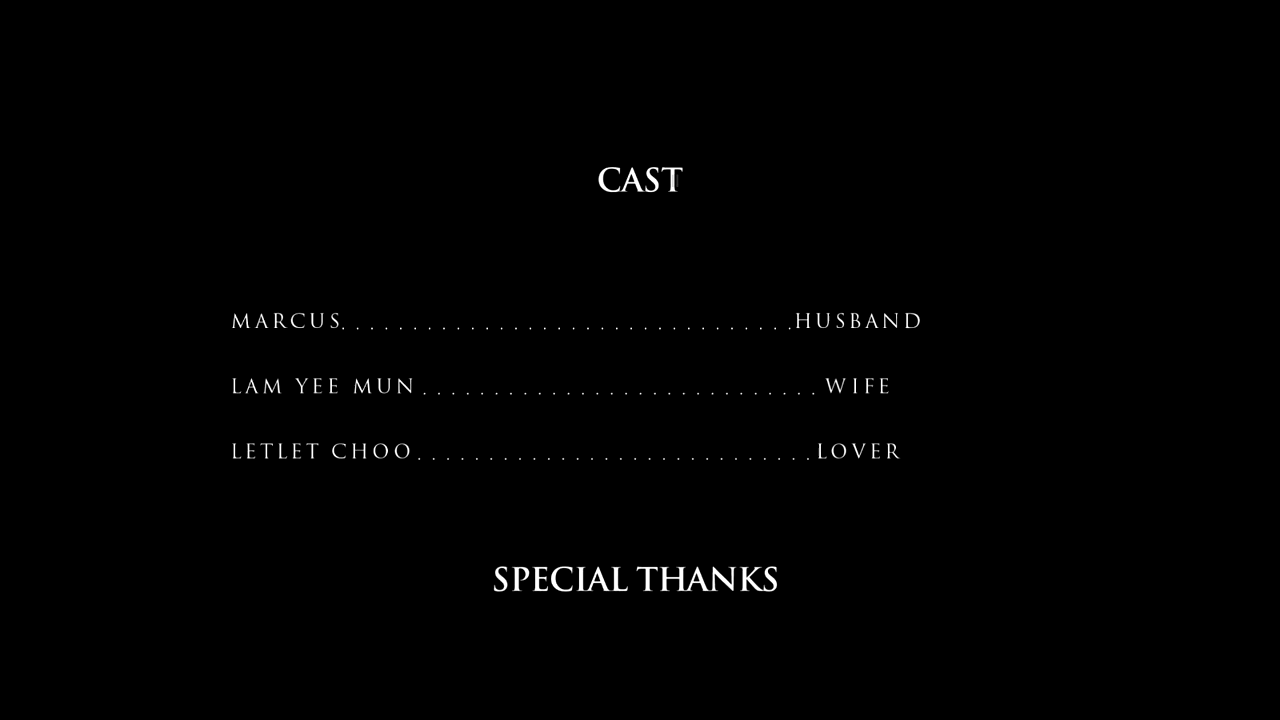 CAST
MARCUS. . . . . . . . . . . . . . . . . . . . . . . . . . . . . . . .HUSBAND
LAM YEE MUN . . . . . . . . . . . . . . . . . . . . . . . . . . . . WIFE
LETLET CHOO . . . . . . . . . . . . . . . . . . . . . . . . . . . .LOVER
SPECIAL THANKS